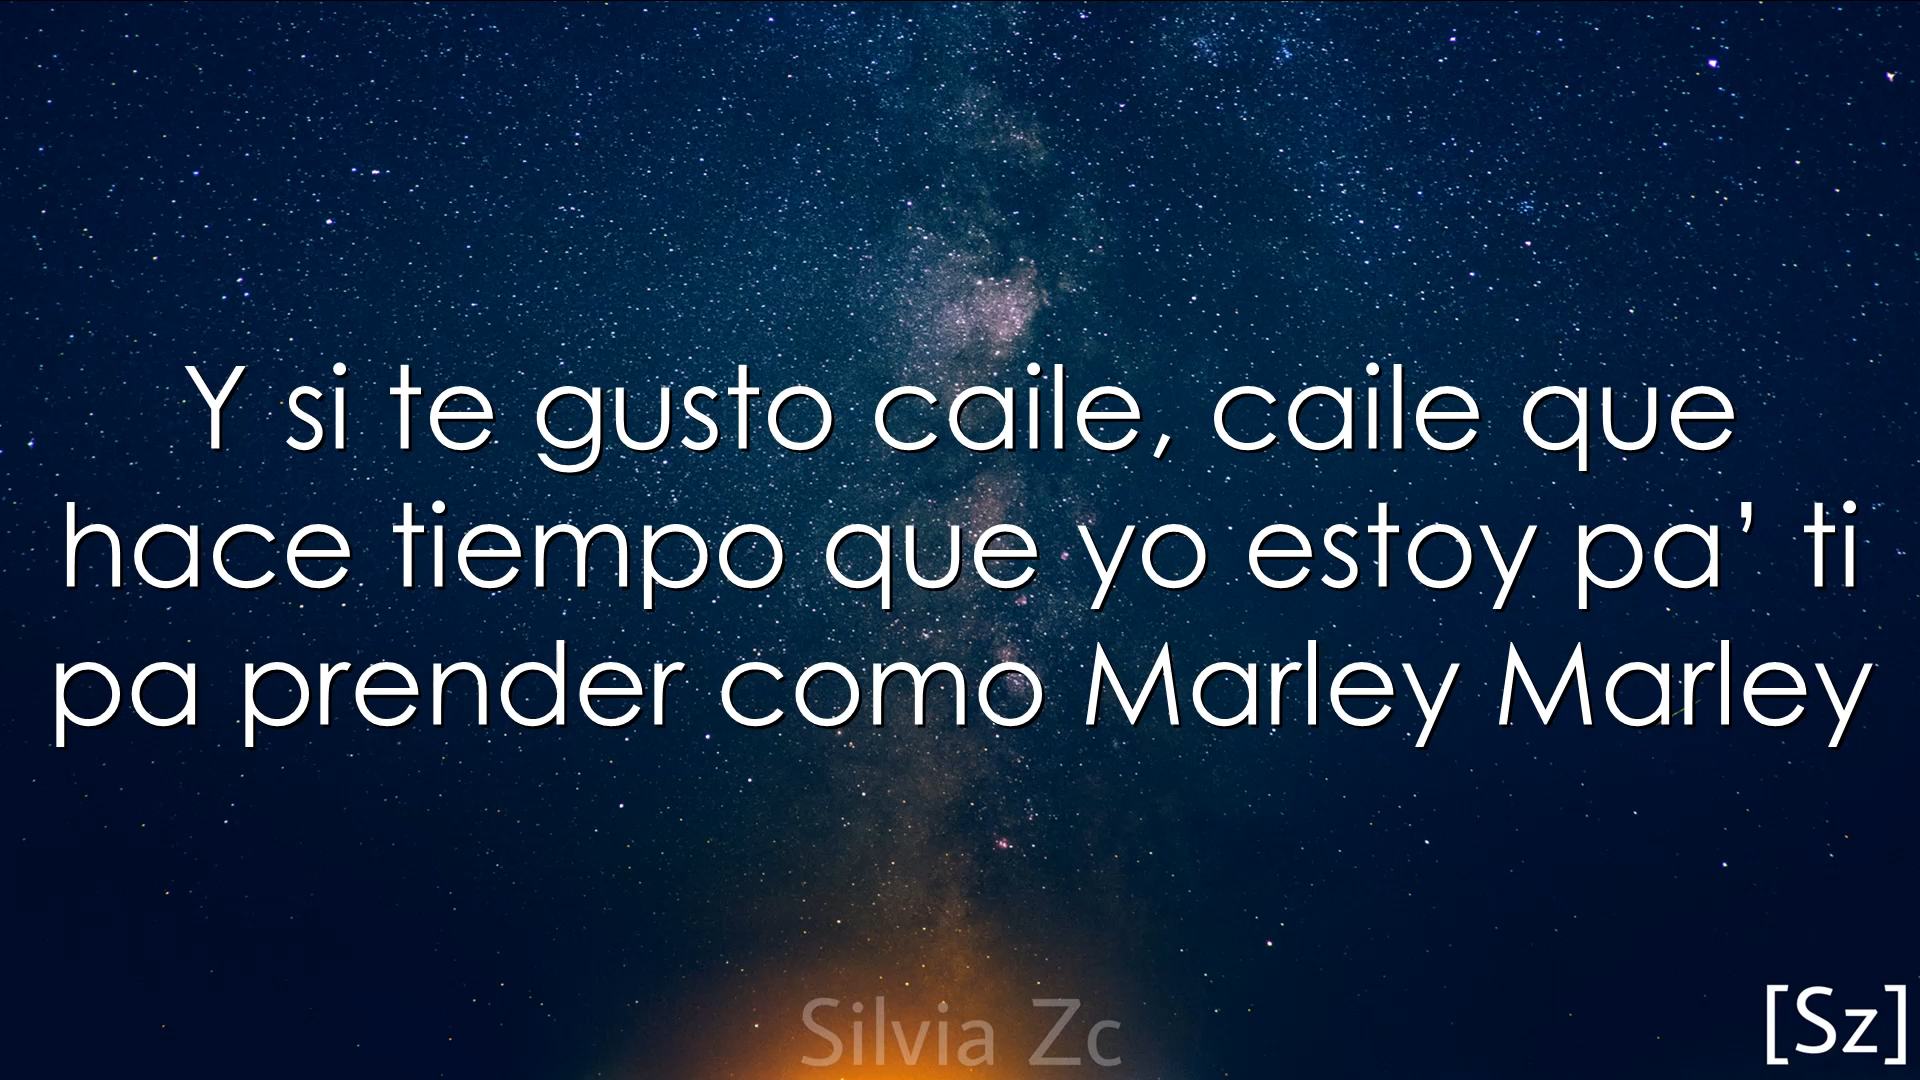 Y si te gusto caile, caile que
hace tiempo que yo estoy pa’ ti
pa prender como Marley Marley
Silvia Zc
[Sz]